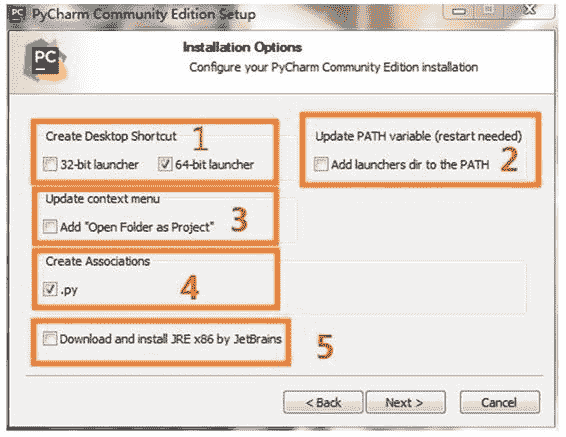 PC PyCharm Community Edition Setup
PC
Installation Options
Configure your PyCharm Community Edition installation
Create Desktop Shortcut 1
32-bit launcher 64-bit launcher
Update PATH variable (restart needed)
Add launchers dir to the PATH 2
Update context menu
Add "Open Folder as Project" 3
Create Associations
.py 4
Download and install JRE x86 by JetBrains 5
< Back Next > Cancel